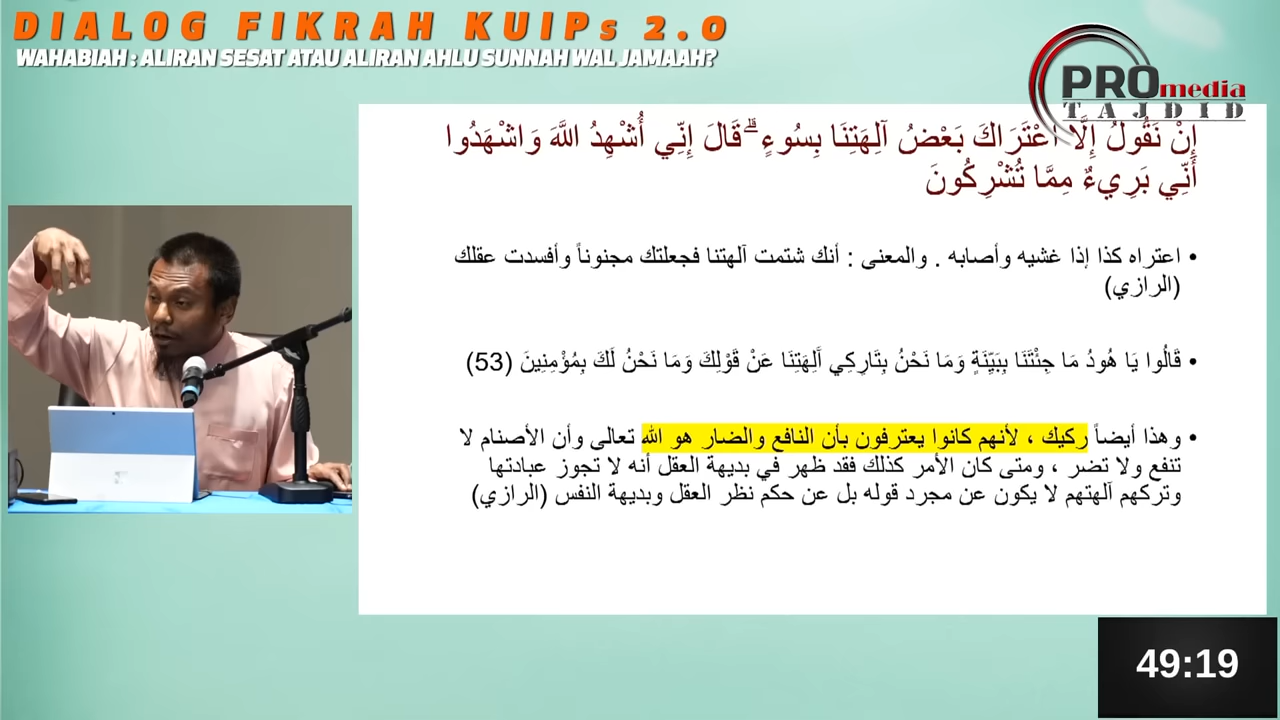 DIALOG FIKRAH KUIPs 2.0
WAHABIAH : ALIRAN SESAT ATAU ALIRAN AHLU SUNNAH WAL JAMAAH?
PROmedia
TAJDID
إِنْ نَقُولُ إِلَّا اعْتَرَاكَ بَعْضُ آلِهَتِنَا بِسُوءٍ ۗ قَالَ إِنِّي أُشْهِدُ اللَّهَ وَاشْهَدُوا
أَنِّي بَرِيءٌ مِمَّا تُشْرِكُونَ
• اعتراه كذا إذا غشيه وأصابه . والمعنى : أنك شتمت آلهتنا فجعلتك مجنوناً وأفسدت عقلك
(الرازي)
• قَالُوا يَا هُودُ مَا جِئْتَنَا بِبَيِّنَةٍ وَمَا نَحْنُ بِتَارِكِي آَلِهَتِنَا عَنْ قَوْلِكَ وَمَا نَحْنُ لَكَ بِمُؤْمِنِينَ (53)
• وهذا أيضاً ركيك ، لأنهم كانوا يعترفون بأن النافع والضار هو الله تعالى وأن الأصنام لا
تنفع ولا تضر ، ومتى كان الأمر كذلك فقد ظهر في بديهة العقل أنه لا تجوز عبادتها
وتركهم آلهتهم لا يكون عن مجرد قوله بل عن حكم نظر العقل وبديهة النفس (الرازي)
49:19